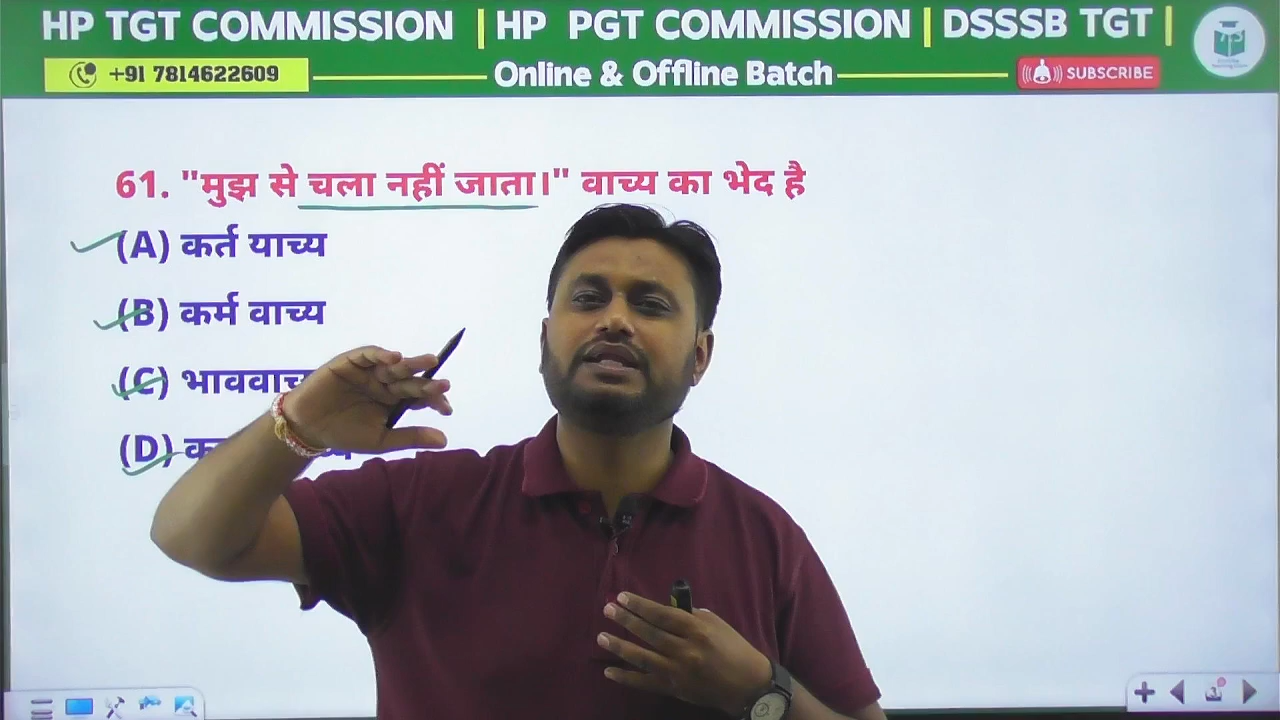 HP TGT COMMISSION | HP PGT COMMISSION | DSSSB TGT |
+91 7814622609
Online & Offline Batch
SUBSCRIBE
61. "मुझ से चला नहीं जाता।" वाच्य का भेद है
(A) कर्त याच्य
(B) कर्म वाच्य
(C)
(D)